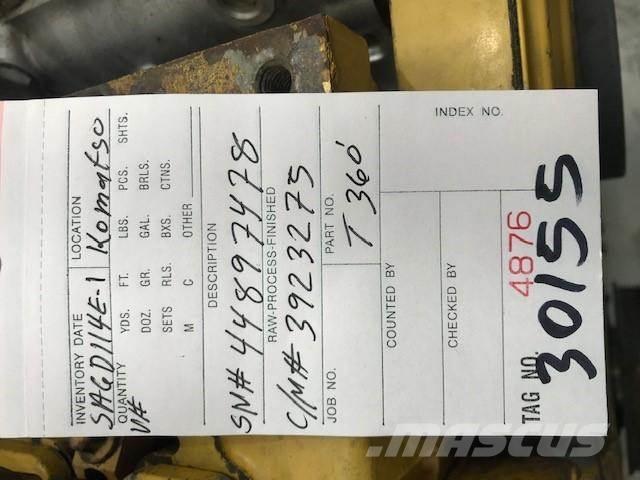 TAG NO. 4876
30155
INDEX NO.
COUNTED BY
CHECKED BY
JOB NO.
PART NO.
T 360'
RAW-PROCESS-FINISHED
C/M# 3923275
DESCRIPTION
SN# 44897478
QUANTITY
V#
YDS. FT. LBS. PCS. SHTS.
DOZ. GR. GAL. BRLS.
SETS RLS. BXS. CTNS.
M C OTHER
INVENTORY DATE
SA6D114E-1
LOCATION
Komatso
MASCUS